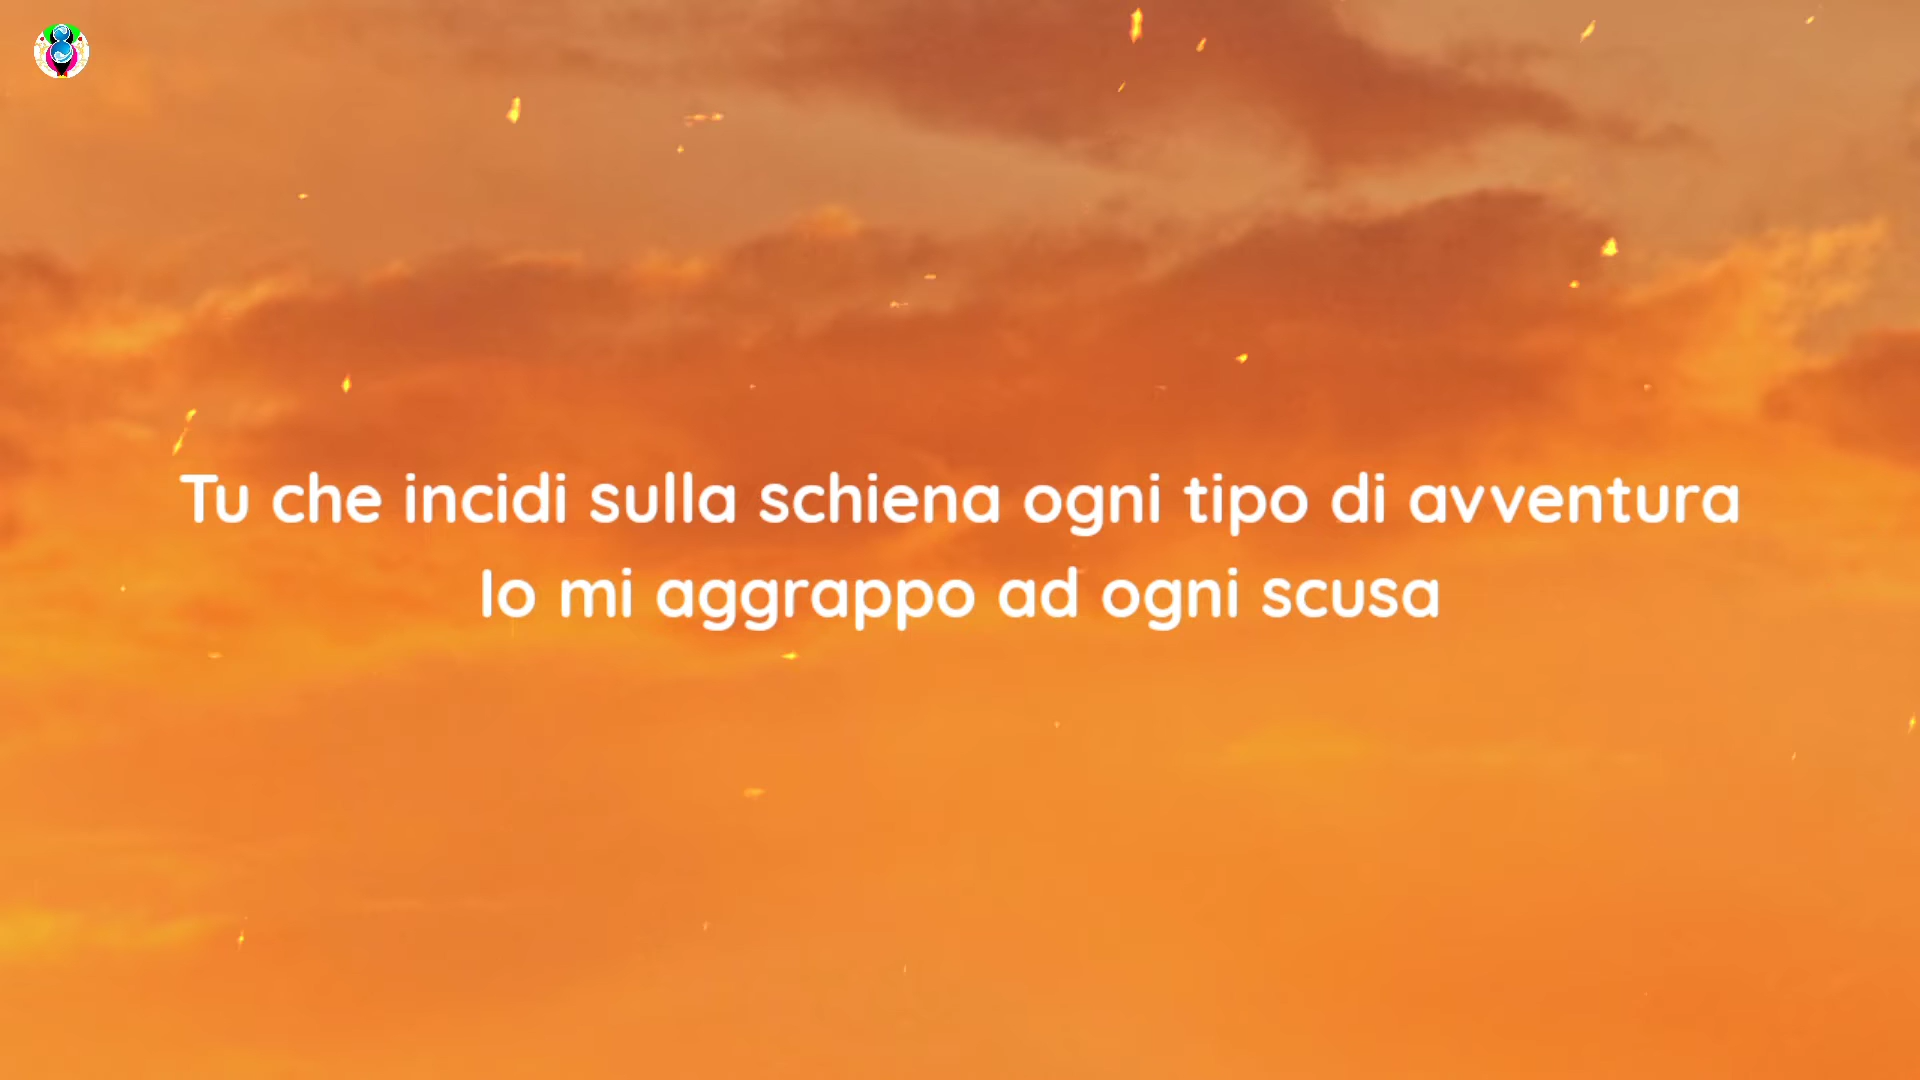 Tu che incidi sulla schiena ogni tipo di avventura
Io mi aggrappo ad ogni scusa